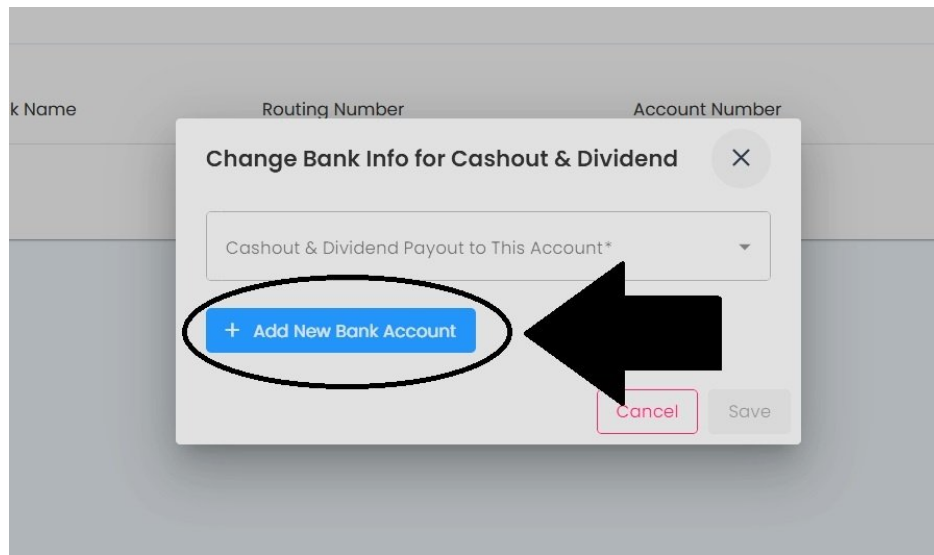 k Name Routing Number Account Number
Change Bank Info for Cashout & Dividend
Cashout & Dividend Payout to This Account*
+ Add New Bank Account
Cancel Save